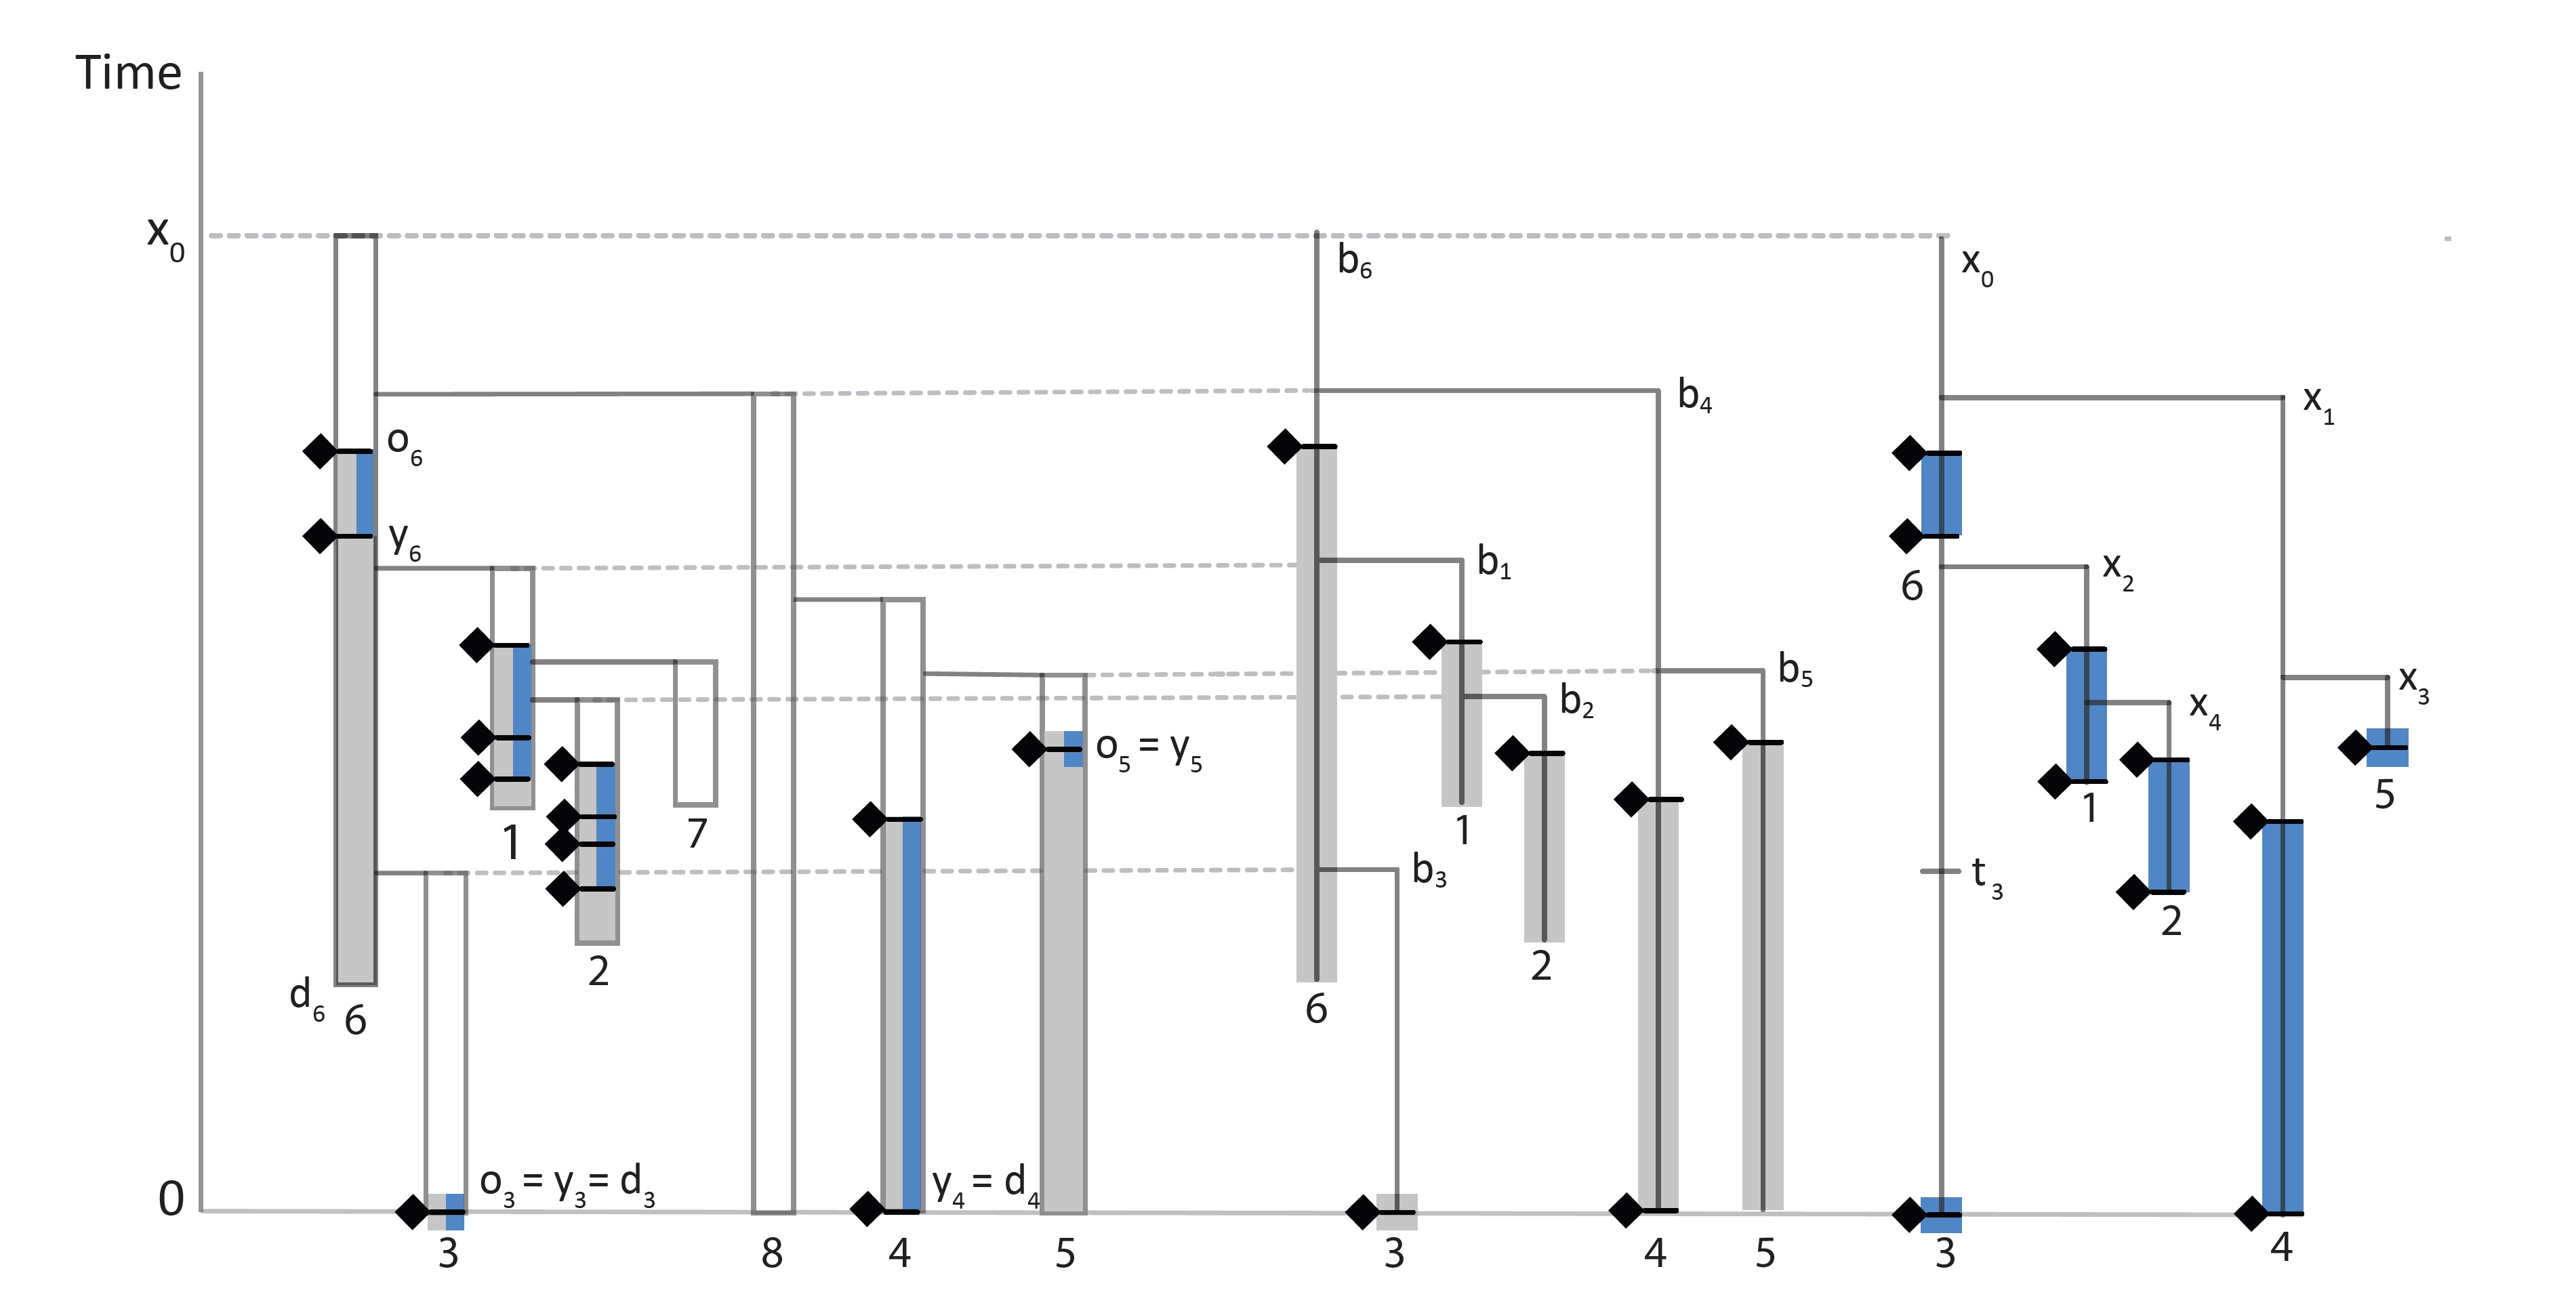 Time
x₀
b₆
x₀
b₄
x₁
o₆
y₆
b₁
x₂
6
b₅
x₃
b₂
x₄
o₅ = y₅
5
1
7
1
1
b₃
t₃
2
2
2
d₆
6
6
o₃ = y₃ = d₃
y₄ = d₄
0
3
8
4
5
3
4
5
3
4